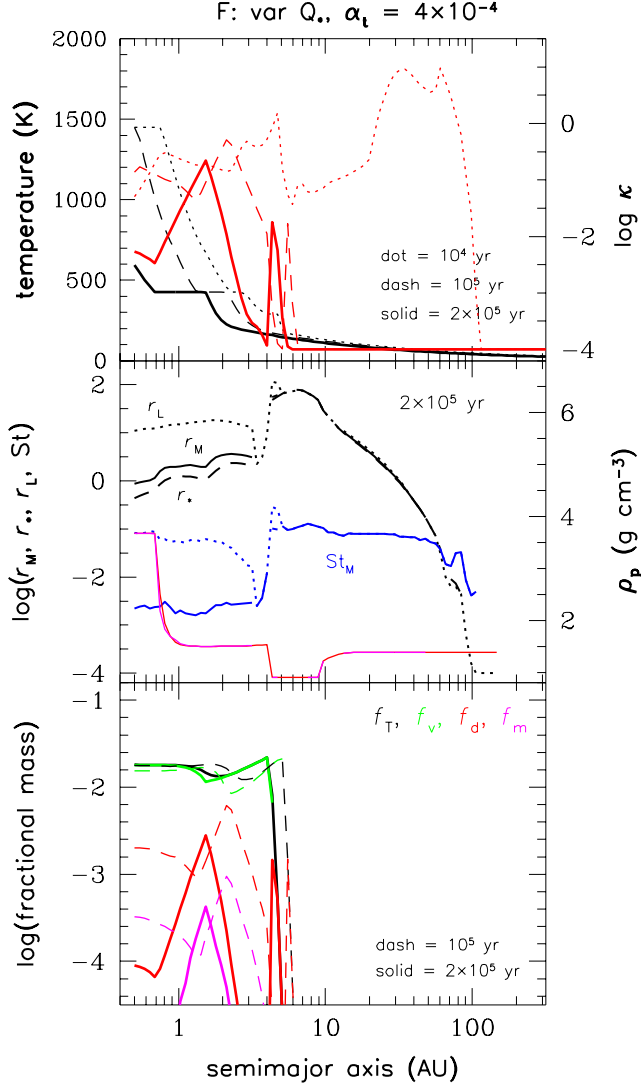 F: var Q*, αt = 4×10⁻⁴
2000
1500
1000
500
0
temperature (K)
0
−2
−4
log κ
dot = 10⁴ yr
dash = 10⁵ yr
solid = 2×10⁵ yr
2
0
−2
−4
log(rM, r*, rL, St)
6
4
2
ρp (g cm⁻³)
2×10⁵ yr
rL
rM
r*
StM
−1
−2
−3
−4
log(fractional mass)
fT, fv, fd, fm
dash = 10⁵ yr
solid = 2×10⁵ yr
1 10 100
semimajor axis (AU)